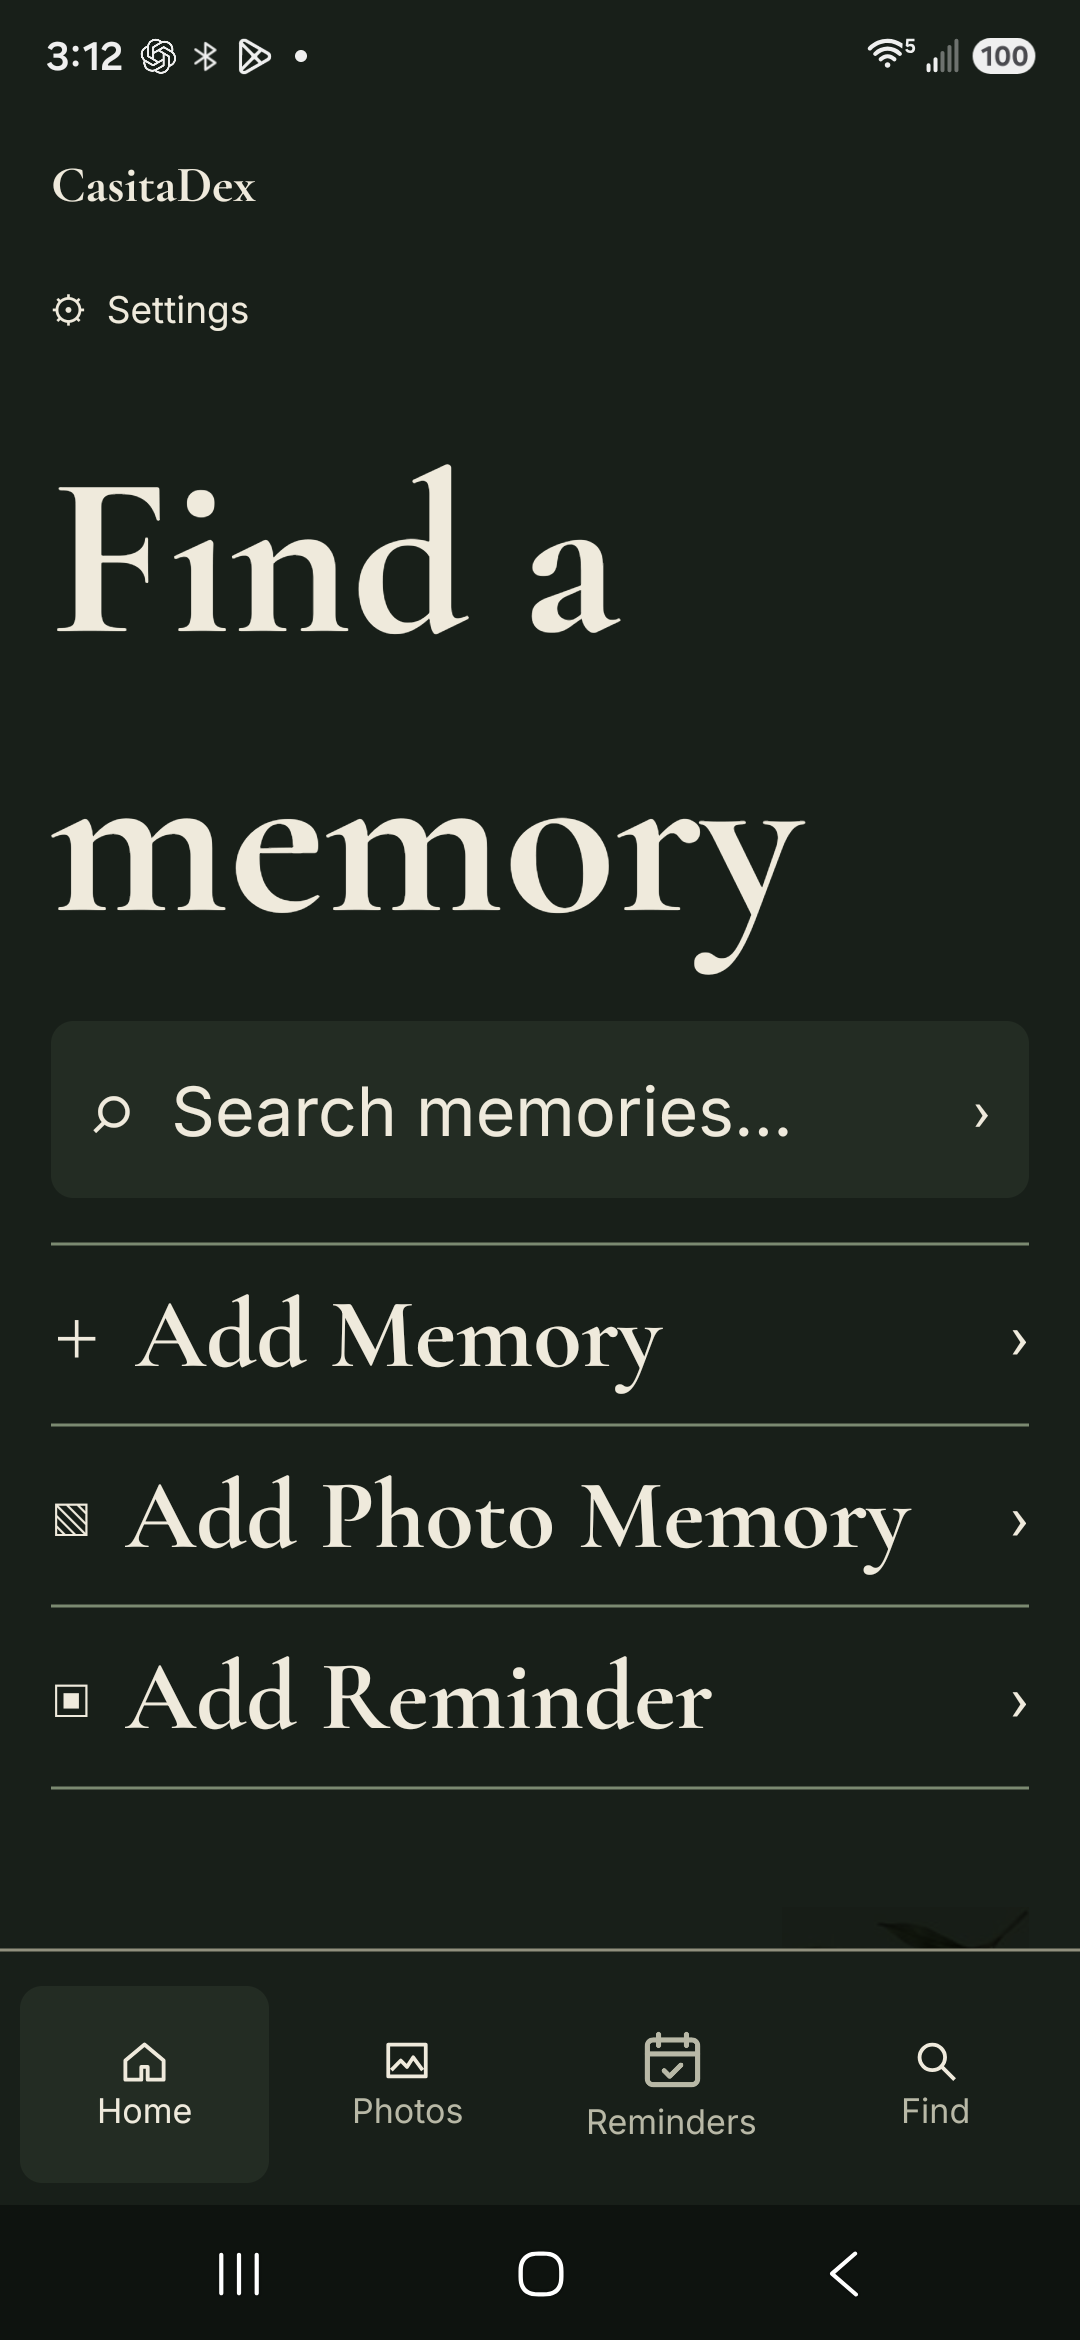 3:12
5
100
CasitaDex
Settings
Find a
memory
Search memories...
Add Memory
Add Photo Memory
Add Reminder
Home
Photos
Reminders
Find